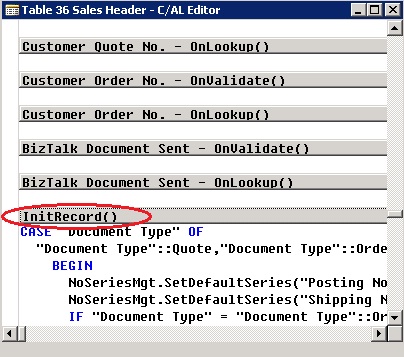 Table 36 Sales Header - C/AL Editor
Customer Quote No. - OnLookup()
Customer Order No. - OnValidate()
Customer Order No. - OnLookup()
BizTalk Document Sent - OnValidate()
BizTalk Document Sent - OnLookup()
InitRecord()
CASE "Document Type" OF
"Document Type"::Quote,"Document Type"::Orde
BEGIN
NoSeriesMgt.SetDefaultSeries("Posting No
NoSeriesMgt.SetDefaultSeries("Shipping N
IF "Document Type" = "Document Type"::Or